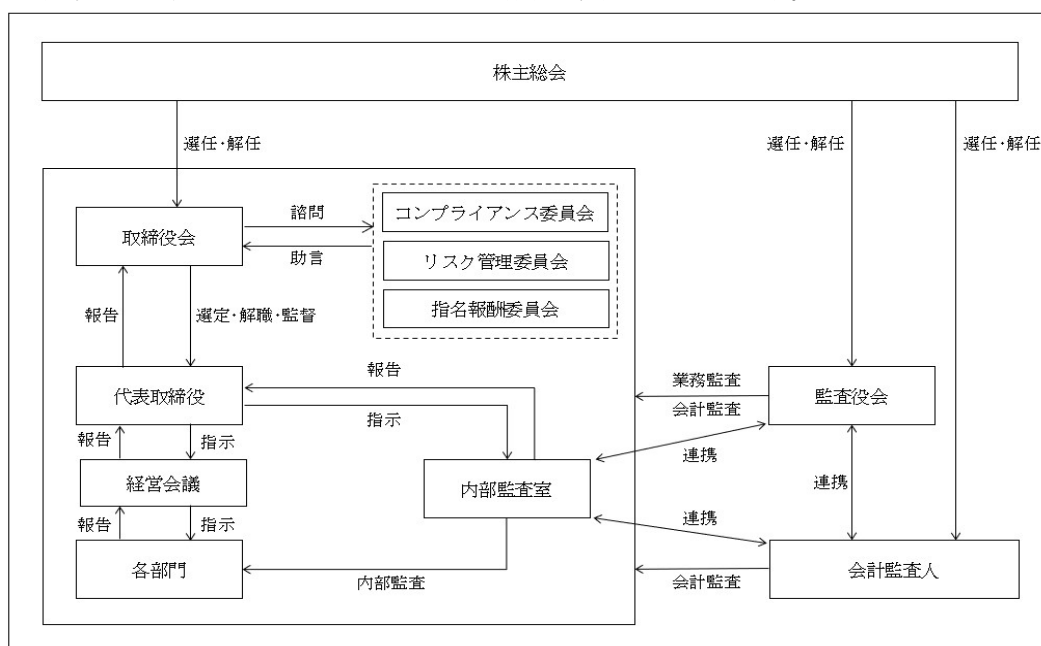 株主総会
選任・解任
選任・解任
選任・解任
取締役会
諮問
助言
コンプライアンス委員会
リスク管理委員会
指名報酬委員会
報告
選定・解職・監督
代表取締役
報告
指示
業務監査
会計監査
監査役会
報告
指示
経営会議
内部監査室
連携
連携
連携
報告
指示
各部門
内部監査
会計監査
会計監査人